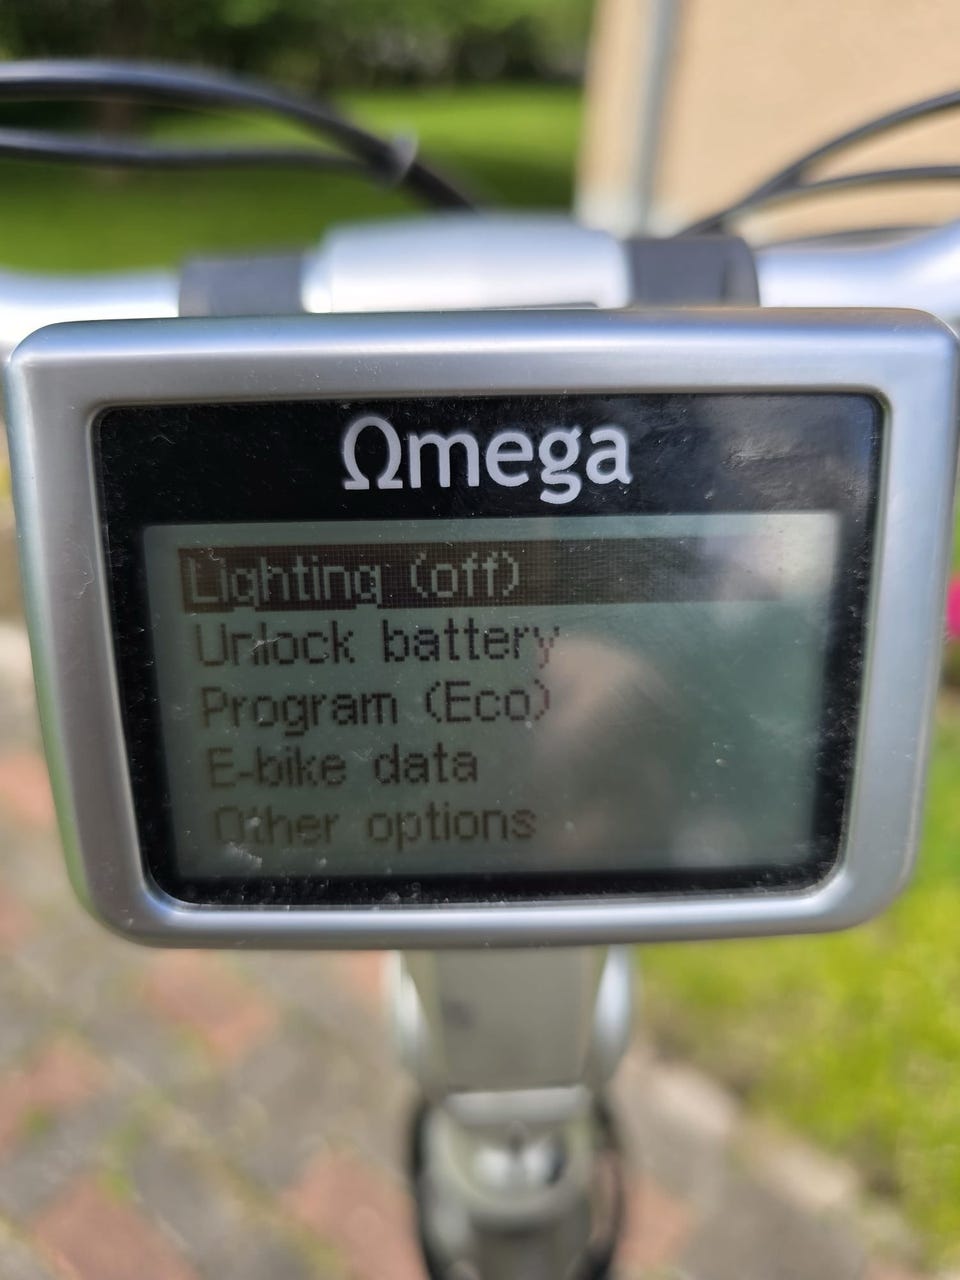 Ωmega
Lighting (off)
Unlock battery
Program (Eco)
E-bike data
Other options